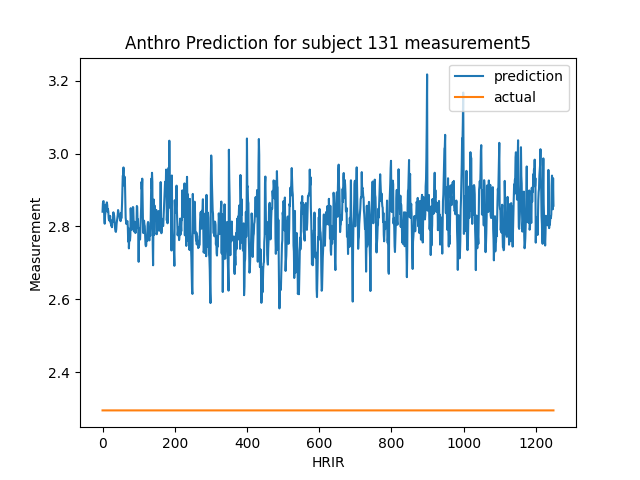 Anthro Prediction for subject 131 measurement5
prediction
actual
3.2
3.0
2.8
2.6
2.4
Measurement
0 200 400 600 800 1000 1200
HRIR